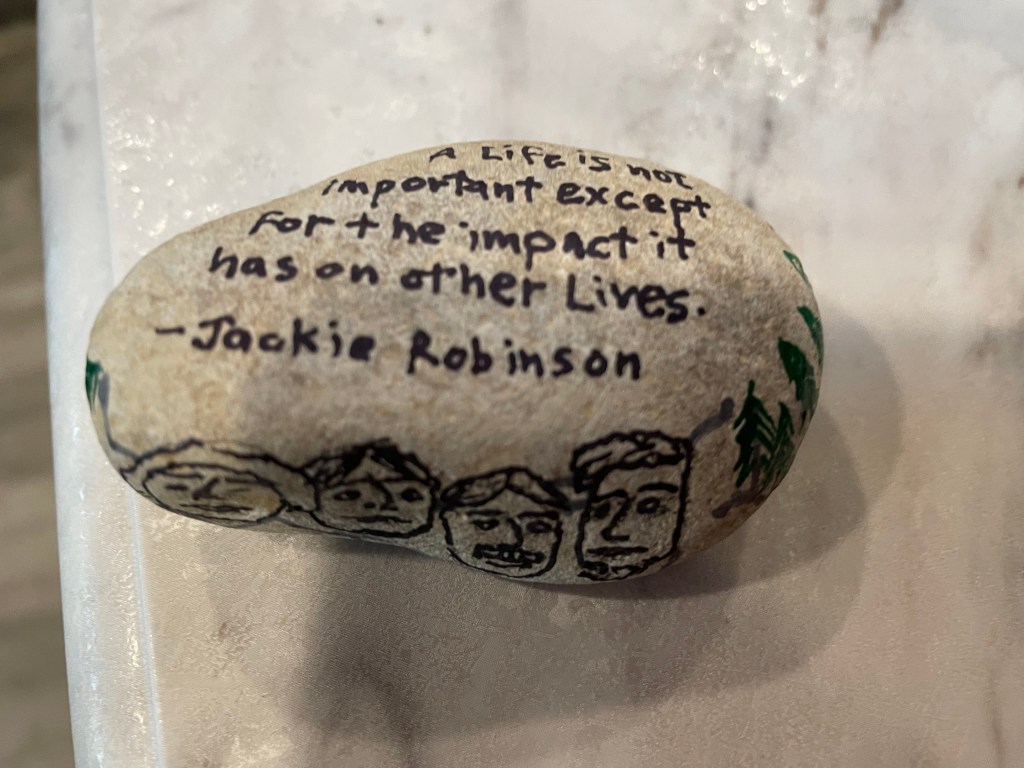 A Life is not
important except
For the impact it
has on other Lives.
-Jackie Robinson